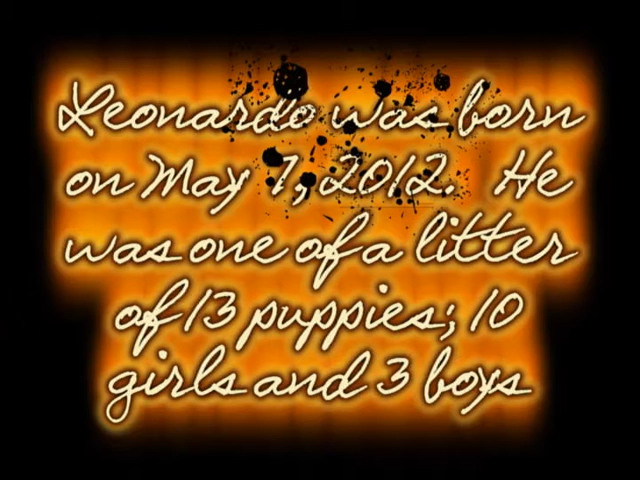 Leonardo was born
on May 7, 2012. He
was one of a litter
of 13 puppies; 10
girls and 3 boys